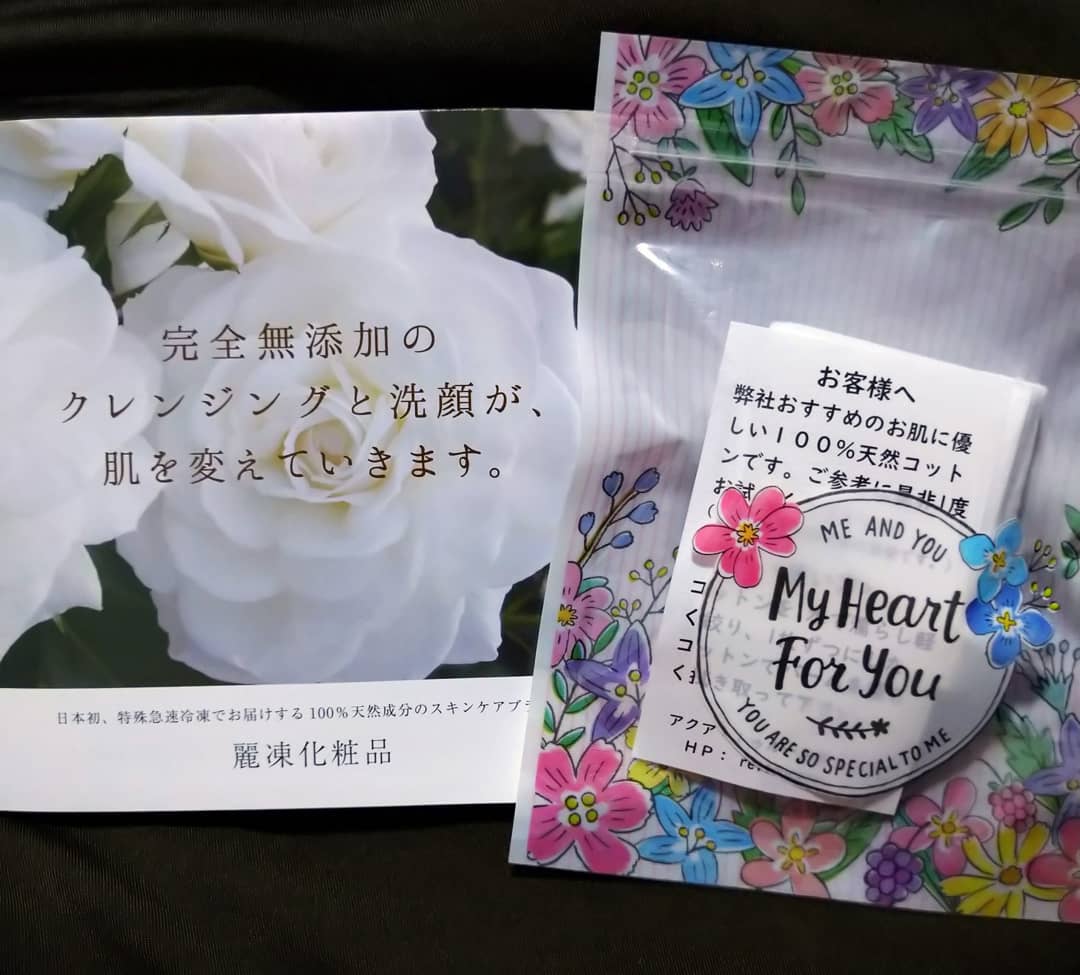 完全無添加の
クレンジングと洗顔が、
肌を変えていきます。
日本初、特殊急速冷凍でお届けする100%天然成分のスキンケアブラ
麗凍化粧品
お客様へ
弊社おすすめのお肌に優
しい100%天然コット
ンです。ご参考に是非1度
お試し
ME AND YOU
My Heart
For You
YOU ARE SO SPECIAL TO ME
アクア
HP: re